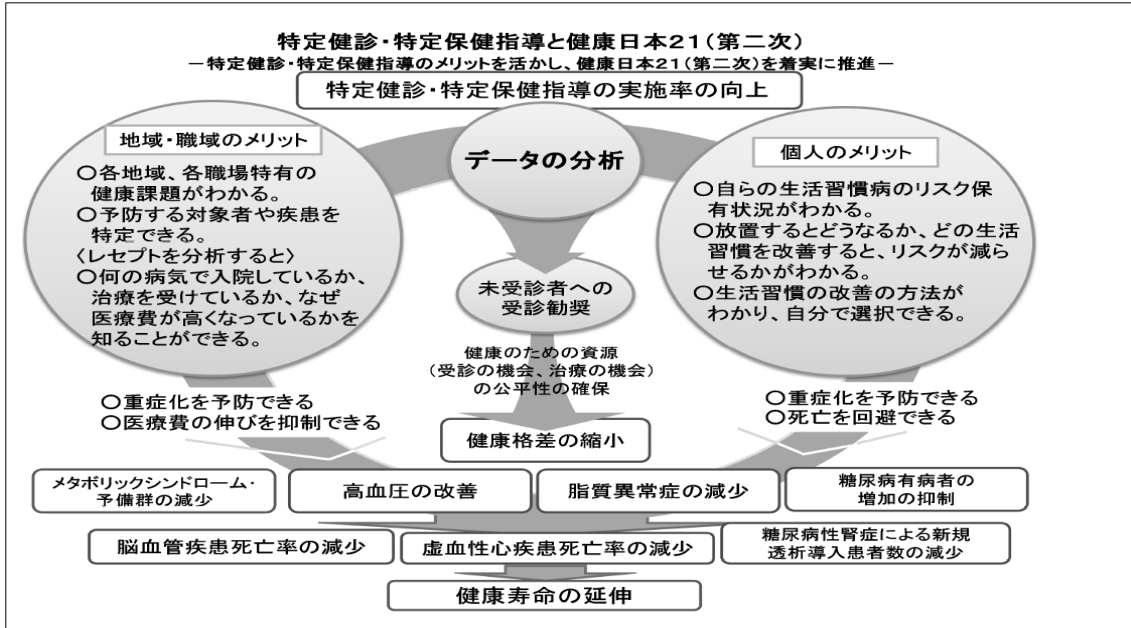 特定健診・特定保健指導と健康日本21(第二次)
－特定健診・特定保健指導のメリットを活かし、健康日本21(第二次)を着実に推進－
特定健診・特定保健指導の実施率の向上
地域・職域のメリット
○各地域、各職場特有の
健康課題がわかる。
○予防する対象者や疾患を
特定できる。
〈レセプトを分析すると〉
○何の病気で入院しているか、
治療を受けているか、なぜ
医療費が高くなっているかを
知ることができる。
データの分析
個人のメリット
○自らの生活習慣病のリスク保
有状況がわかる。
○放置するとどうなるか、どの生活
習慣を改善すると、リスクが減ら
せるかがわかる。
○生活習慣の改善の方法が
わかり、自分で選択できる。
未受診者への
受診勧奨
健康のための資源
(受診の機会、治療の機会)
の公平性の確保
○重症化を予防できる
○医療費の伸びを抑制できる
○重症化を予防できる
○死亡を回避できる
健康格差の縮小
メタボリックシンドローム・
予備群の減少
高血圧の改善
脂質異常症の減少
糖尿病有病者の
増加の抑制
脳血管疾患死亡率の減少
虚血性心疾患死亡率の減少
糖尿病性腎症による新規
透析導入患者数の減少
健康寿命の延伸